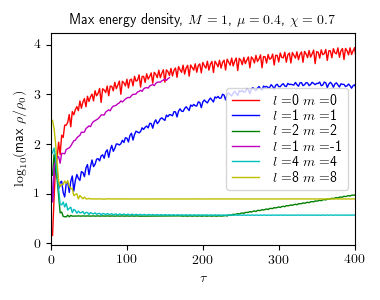 Max energy density, M = 1, μ = 0.4, χ = 0.7
log₁₀(max ρ/ρ₀)
4
3
2
1
0
l =0 m =0
l =1 m =1
l =2 m =2
l =1 m =-1
l =4 m =4
l =8 m =8
0 100 200 300 400
τ